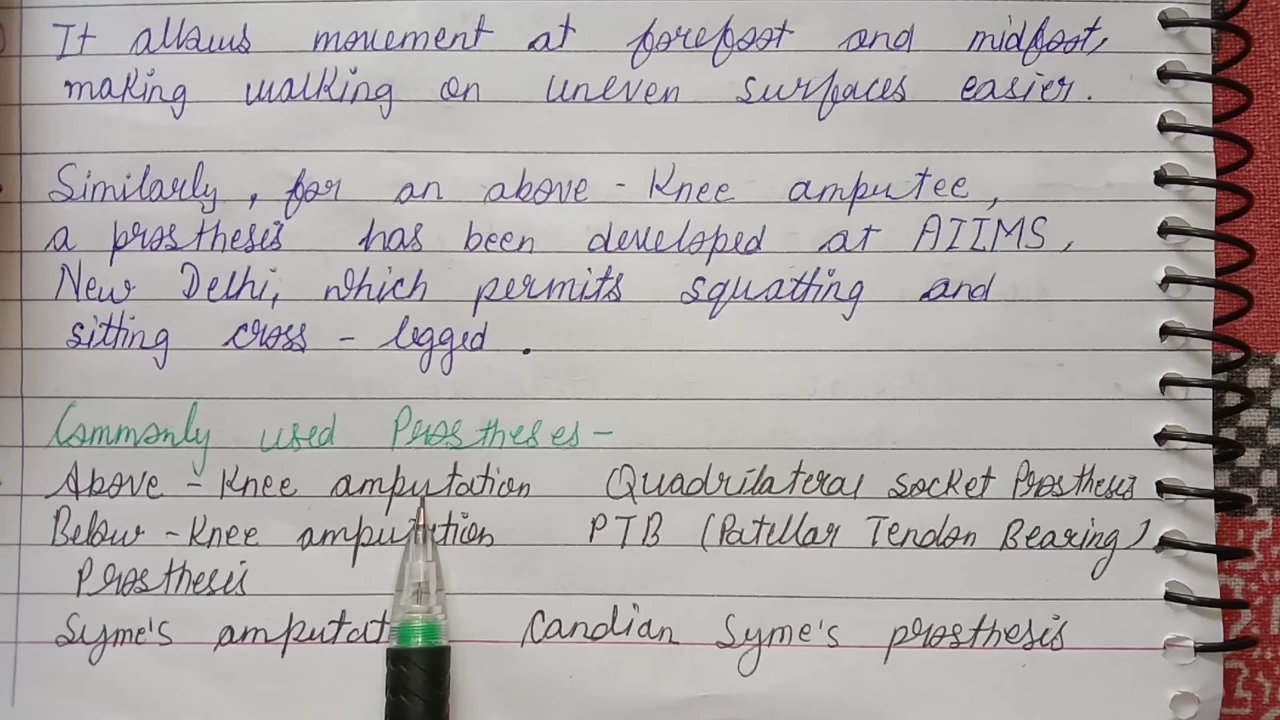 It allows movement at forefoot and midfoot,
making walking on uneven surfaces easier.
Similarly, for an above - Knee amputee,
a prosthesis has been developed at AIIMS,
New Delhi, which permits squatting and
sitting cross - legged.
Commonly used Prostheses -
Above - Knee amputation Quadrilateral socket Prosthesis
Below - Knee amputation PTB (Patellar Tendon Bearing)
Prosthesis
Syme's amputat Candian Syme's prosthesis